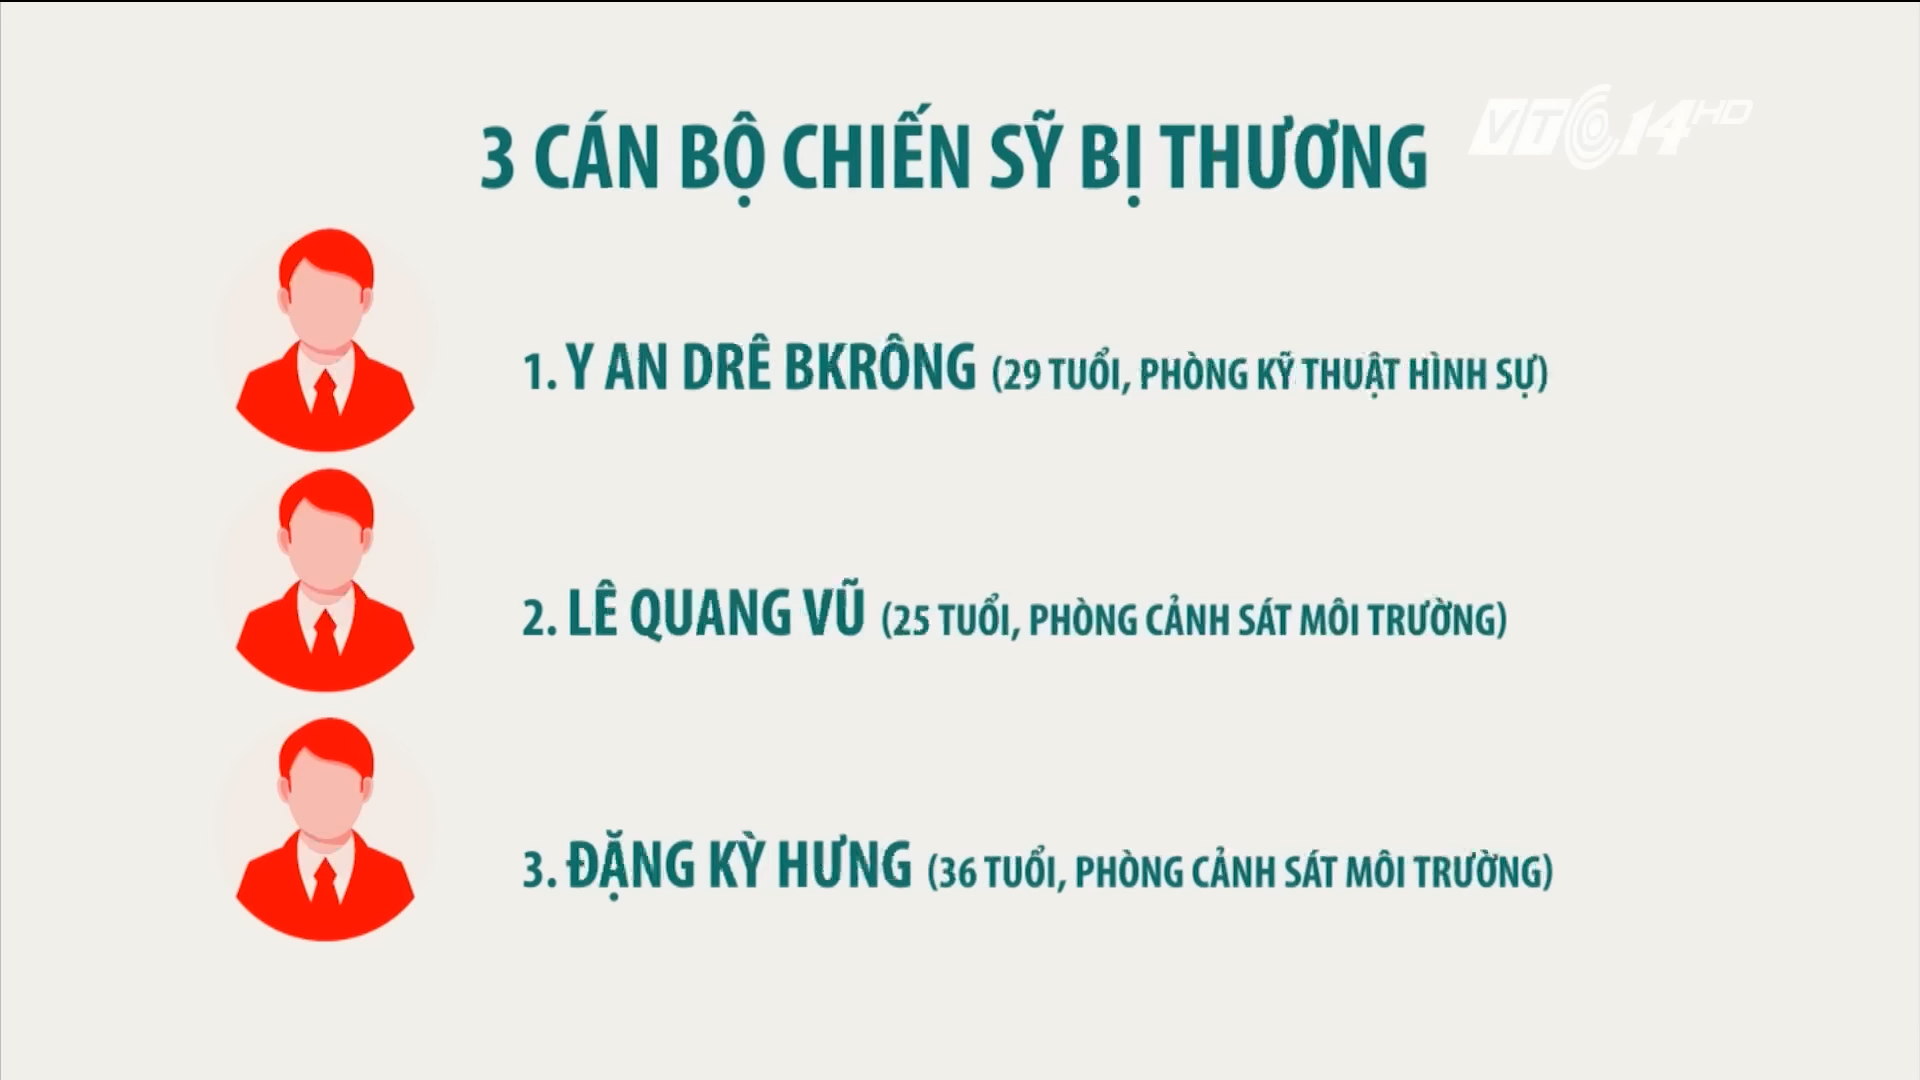 3 CÁN BỘ CHIẾN SỸ BỊ THƯƠNG
VTC14HD
1. Y AN DRÊ BKRÔNG (29 TUỔI, PHÒNG KỸ THUẬT HÌNH SỰ)
2. LÊ QUANG VŨ (25 TUỔI, PHÒNG CẢNH SÁT MÔI TRƯỜNG)
3. ĐẶNG KỲ HƯNG (36 TUỔI, PHÒNG CẢNH SÁT MÔI TRƯỜNG)